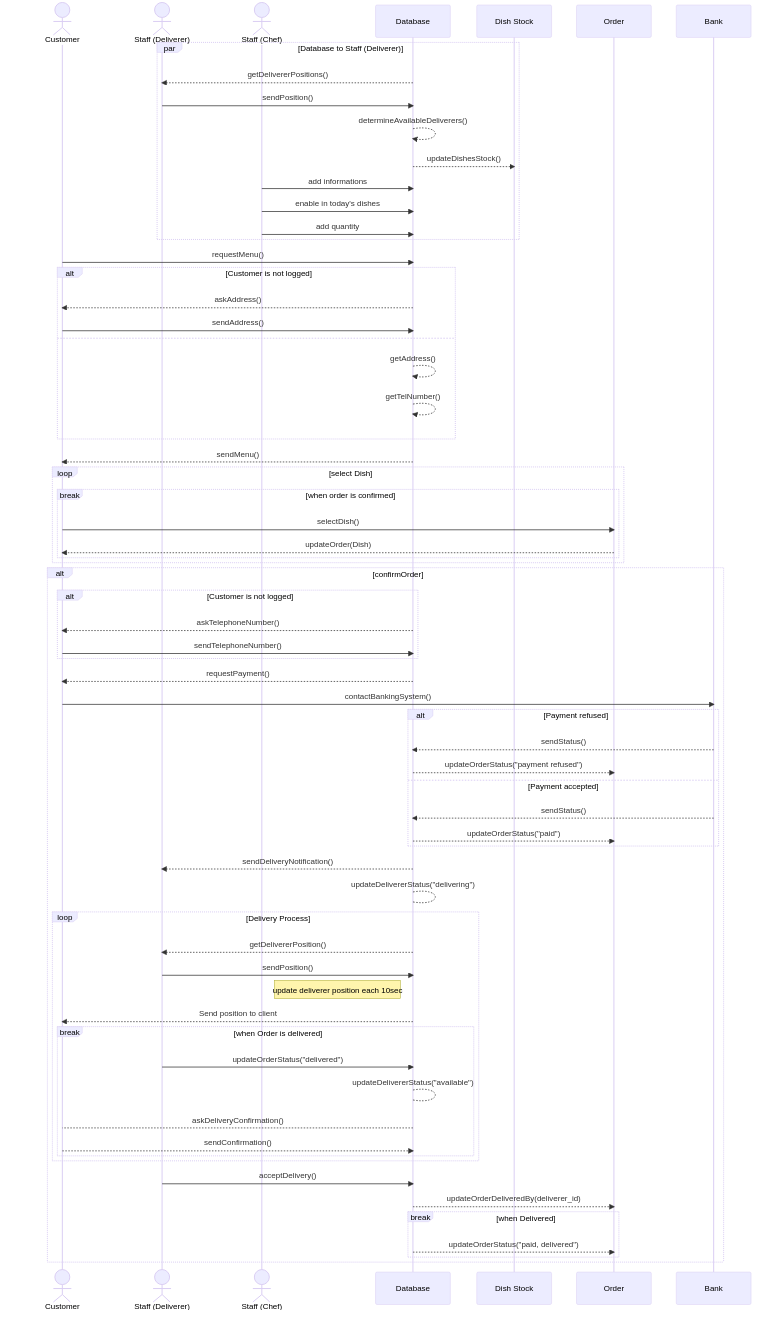 Customer
Staff (Deliverer)
Staff (Chef)
Database
Dish Stock
Order
Bank
par
[Database to Staff (Deliverer)]
getDelivererPositions()
sendPosition()
determineAvailableDeliverers()
updateDishesStock()
add informations
enable in today's dishes
add quantity
requestMenu()
alt
[Customer is not logged]
askAddress()
sendAddress()
getAddress()
getTelNumber()
sendMenu()
loop
[select Dish]
break
[when order is confirmed]
selectDish()
updateOrder(Dish)
alt
[confirmOrder]
alt
[Customer is not logged]
askTelephoneNumber()
sendTelephoneNumber()
requestPayment()
contactBankingSystem()
alt
[Payment refused]
sendStatus()
updateOrderStatus("payment refused")
[Payment accepted]
sendStatus()
updateOrderStatus("paid")
sendDeliveryNotification()
updateDelivererStatus("delivering")
loop
[Delivery Process]
getDelivererPosition()
sendPosition()
update deliverer position each 10sec
Send position to client
break
[when Order is delivered]
updateOrderStatus("delivered")
updateDelivererStatus("available")
askDeliveryConfirmation()
sendConfirmation()
acceptDelivery()
updateOrderDeliveredBy(deliverer_id)
break
[when Delivered]
updateOrderStatus("paid, delivered")
Customer
Staff (Deliverer)
Staff (Chef)
Database
Dish Stock
Order
Bank